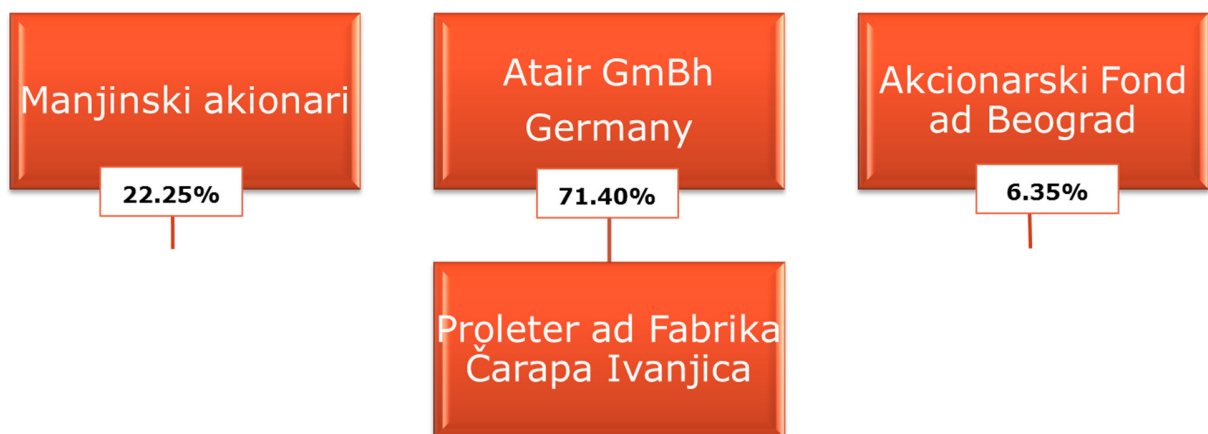 Manjinski akionari
22.25%
Atair GmBh
Germany
71.40%
Akcionarski Fond
ad Beograd
6.35%
Proleter ad Fabrika
Čarapa Ivanjica